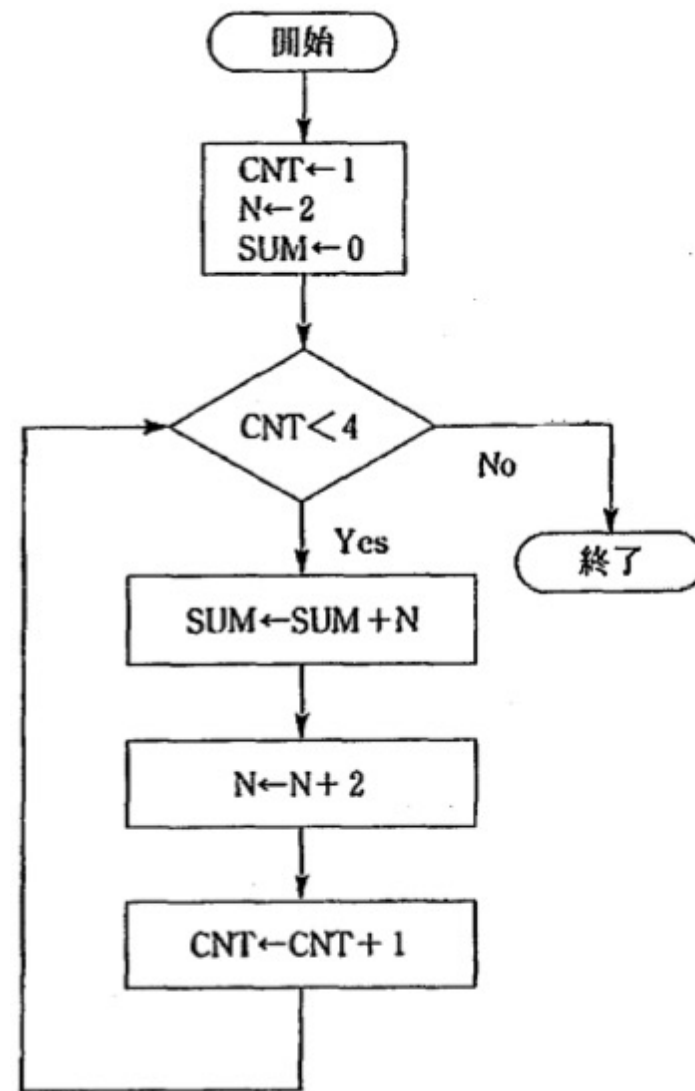 開始
CNT←1
N←2
SUM←0
CNT<4
No
Yes
終了
SUM←SUM+N
N←N+2
CNT←CNT+1